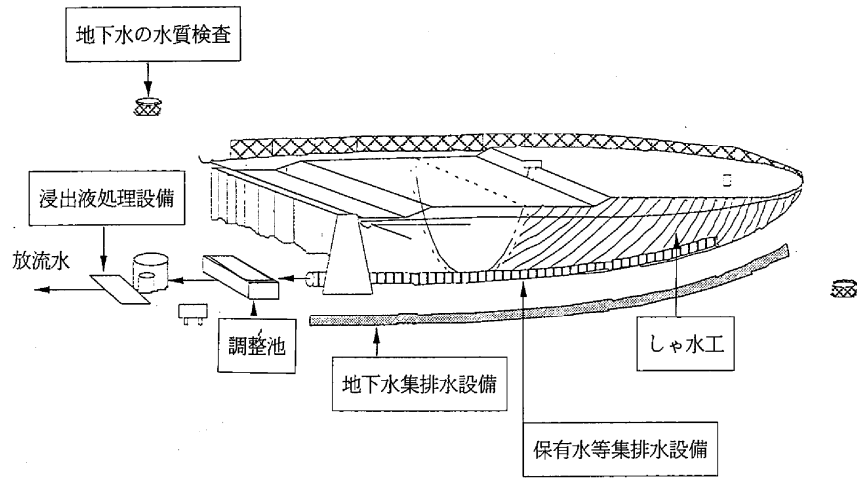 地下水の水質検査
浸出液処理設備
放流水
調整池
地下水集排水設備
しゃ水工
保有水等集排水設備